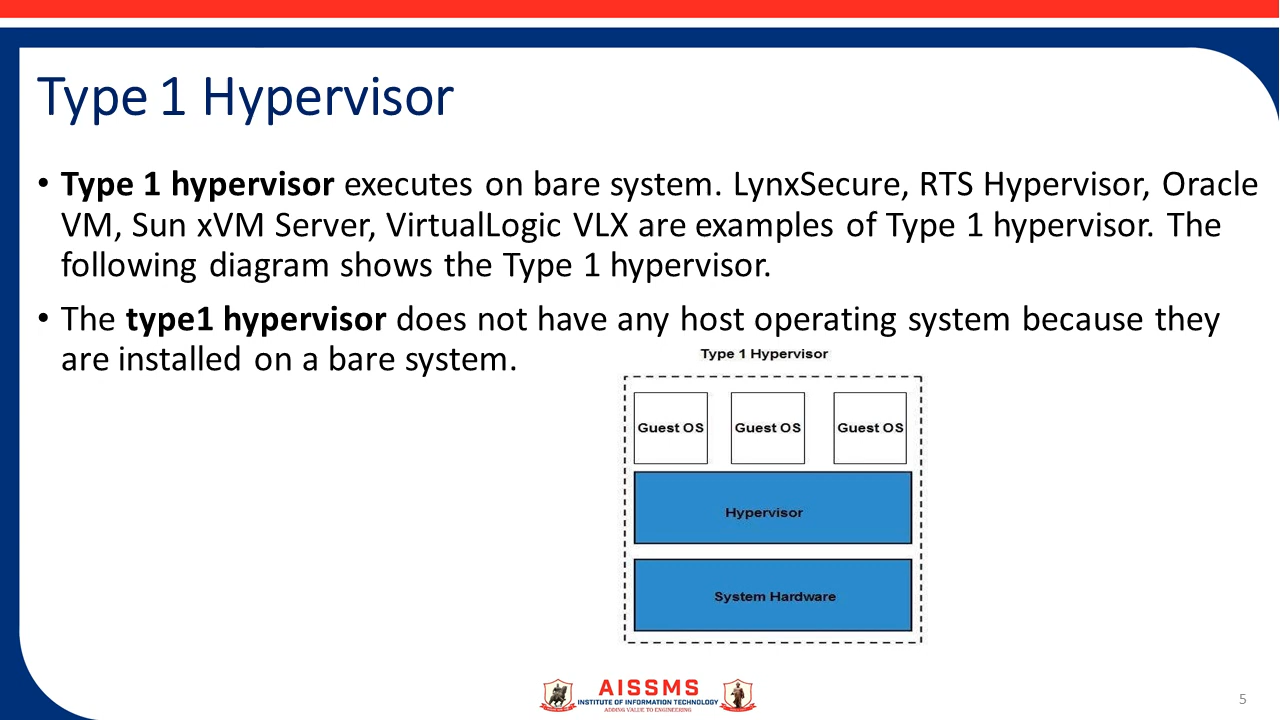 Type 1 Hypervisor
• Type 1 hypervisor executes on bare system. LynxSecure, RTS Hypervisor, Oracle
VM, Sun xVM Server, VirtualLogic VLX are examples of Type 1 hypervisor. The
following diagram shows the Type 1 hypervisor.
• The type1 hypervisor does not have any host operating system because they
are installed on a bare system.
Type 1 Hypervisor
Guest OS Guest OS Guest OS
Hypervisor
System Hardware
AISSMS
INSTITUTE OF INFORMATION TECHNOLOGY
ADDING VALUE TO ENGINEERING
5